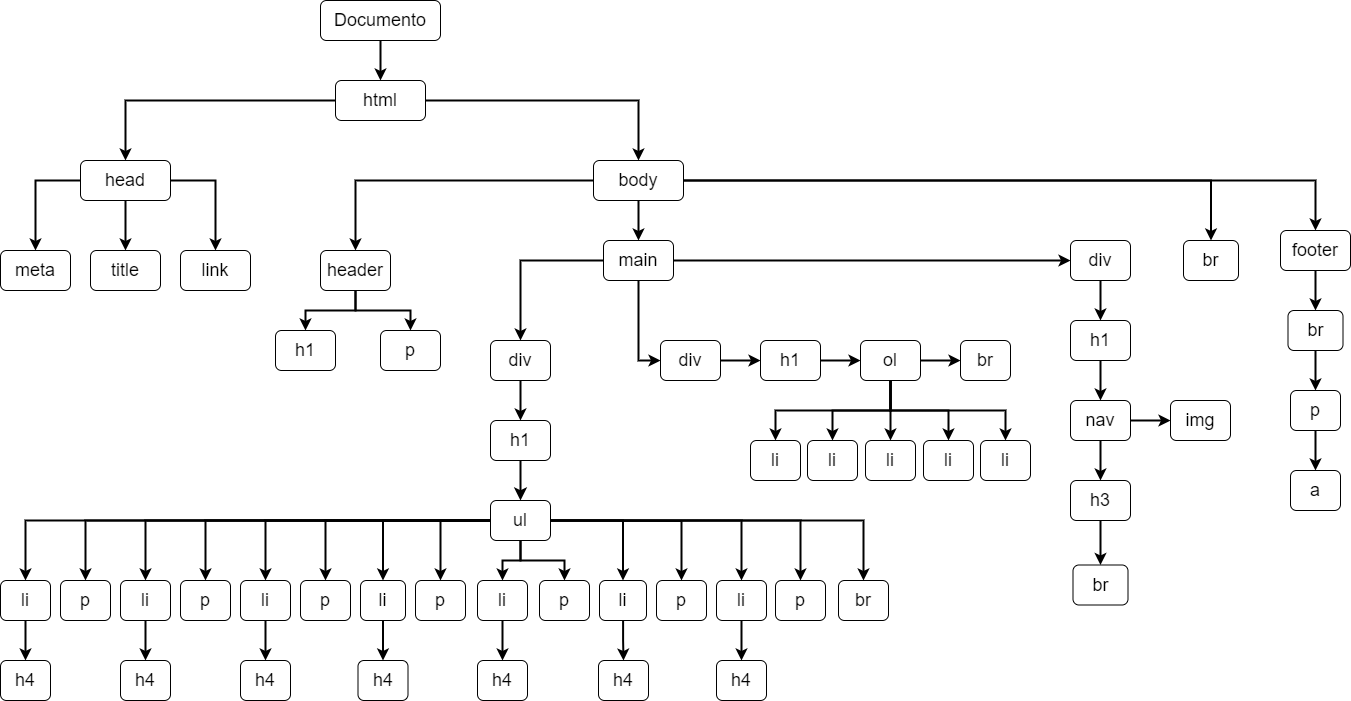 Documento
html
head
body
meta
title
link
header
main
div
br
footer
h1
p
div
div
h1
ol
br
h1
br
h1
li
li
li
li
li
nav
img
p
ul
h3
a
li
p
li
p
li
p
li
p
li
p
li
p
li
p
br
br
h4
h4
h4
h4
h4
h4
h4